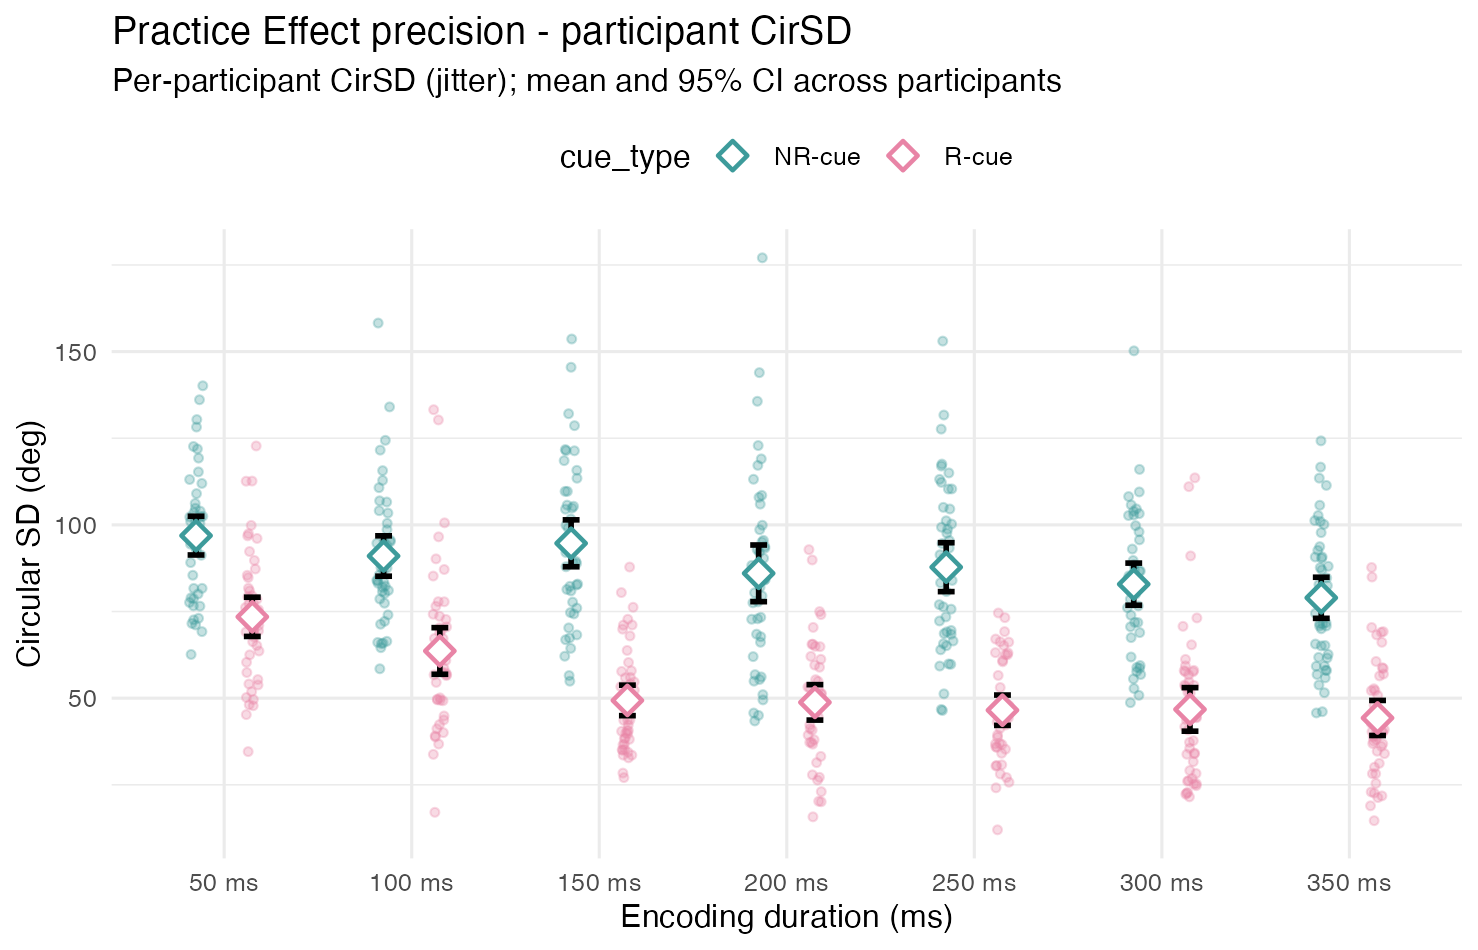 Practice Effect precision - participant CirSD
Per-participant CirSD (jitter); mean and 95% CI across participants
cue_type NR-cue R-cue
Circular SD (deg)
150
100
50
50 ms 100 ms 150 ms 200 ms 250 ms 300 ms 350 ms
Encoding duration (ms)